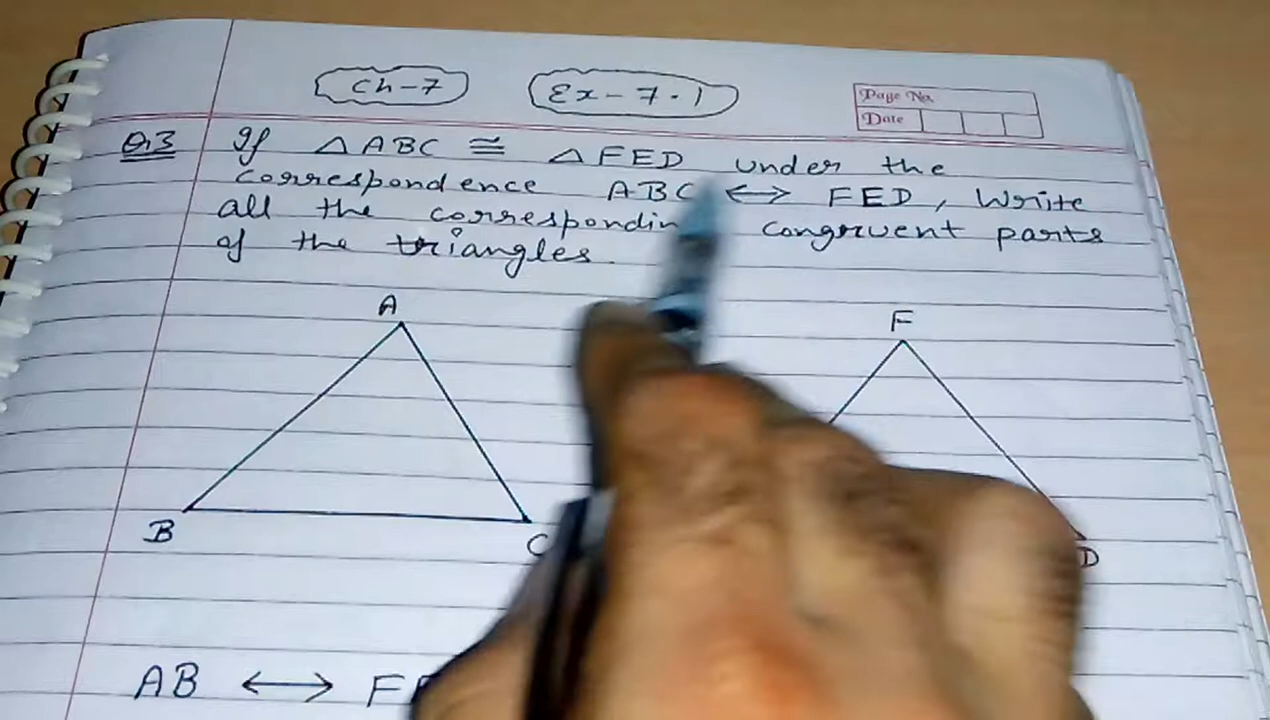 Ch-7 Ex-7.1
Page No.
Date
Q.3 If △ABC ≅ △FED under the
correspondence ABC ↔ FED, Write
all the corresponding congruent parts
of the triangles.
A F
B C D
AB ↔